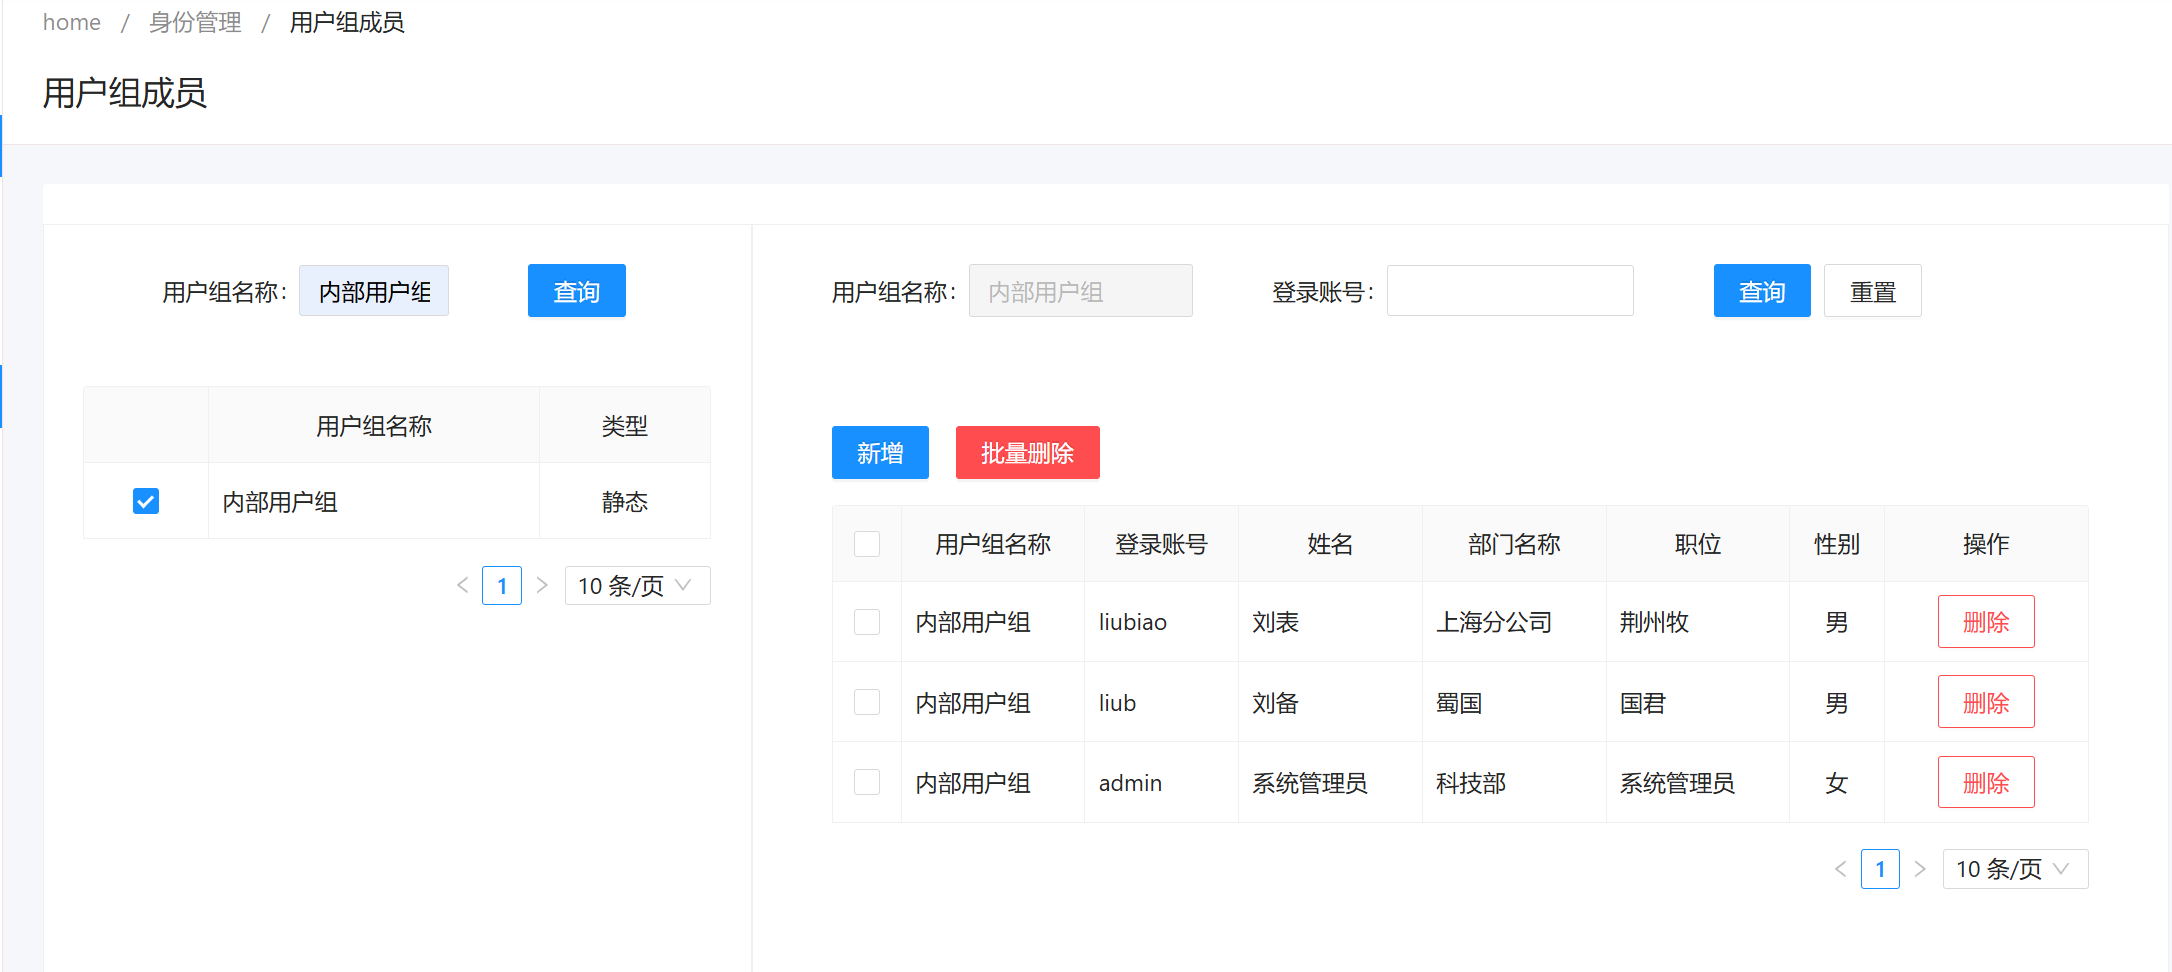 home / 身份管理 / 用户组成员
用户组成员
用户组名称: 内部用户组 查询
用户组名称 类型
内部用户组 静态
< 1 > 10 条/页
用户组名称: 内部用户组 登录账号: 查询 重置
新增 批量删除
用户组名称 登录账号 姓名 部门名称 职位 性别 操作
内部用户组 liubiao 刘表 上海分公司 荆州牧 男 删除
内部用户组 liub 刘备 蜀国 国君 男 删除
内部用户组 admin 系统管理员 科技部 系统管理员 女 删除
< 1 > 10 条/页